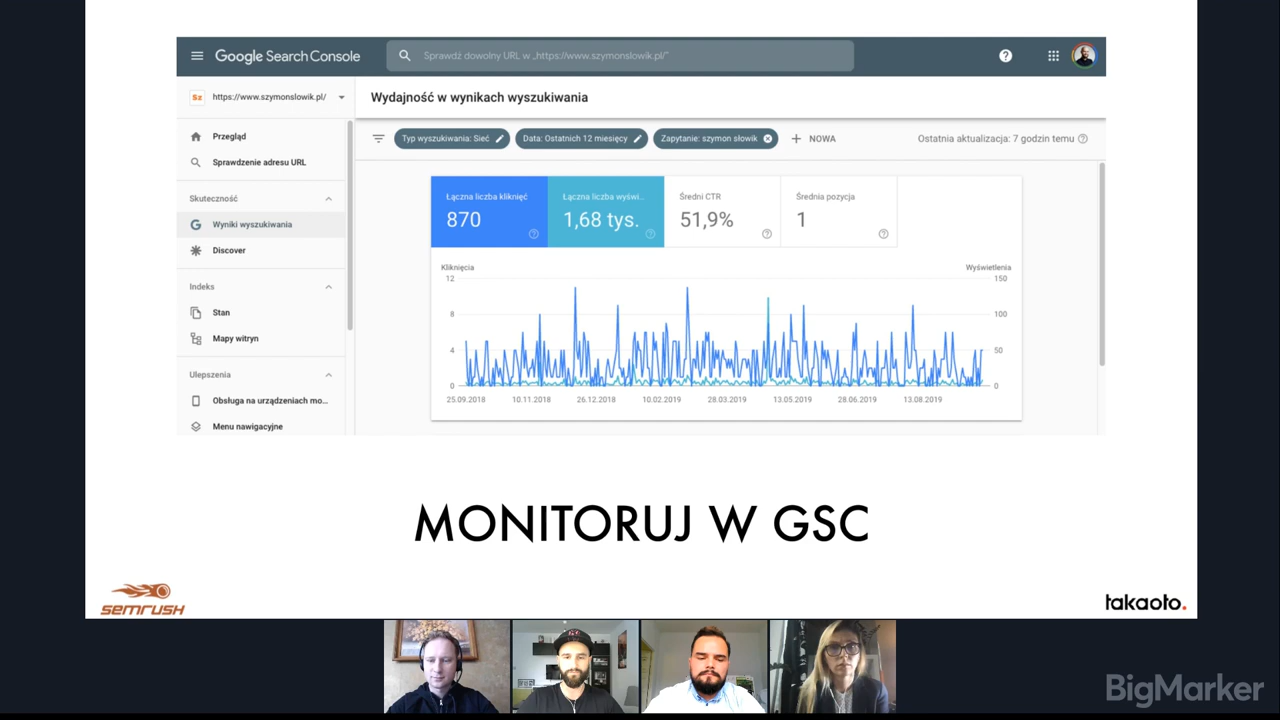 Google Search Console
Sprawdź dowolny URL w „https://www.szymonslowik.pl/”
Sz https://www.szymonslowik.pl/
Wydajność w wynikach wyszukiwania
Przegląd
Sprawdzenie adresu URL
Skuteczność
Wyniki wyszukiwania
Discover
Indeks
Stan
Mapy witryn
Ulepszenia
Obsługa na urządzeniach mo...
Menu nawigacyjne
Typ wyszukiwania: Sieć
Data: Ostatnich 12 miesięcy
Zapytanie: szymon słowik
+ NOWA
Ostatnia aktualizacja: 7 godzin temu
Łączna liczba kliknięć
870
Łączna liczba wyświ...
1,68 tys.
Średni CTR
51,9%
Średnia pozycja
1
Kliknięcia
Wyświetlenia
12
8
4
0
150
100
50
0
25.09.2018 10.11.2018 26.12.2018 10.02.2019 28.03.2019 13.05.2019 28.06.2019 13.08.2019
MONITORUJ W GSC
semrush
takaoto.
BigMarker